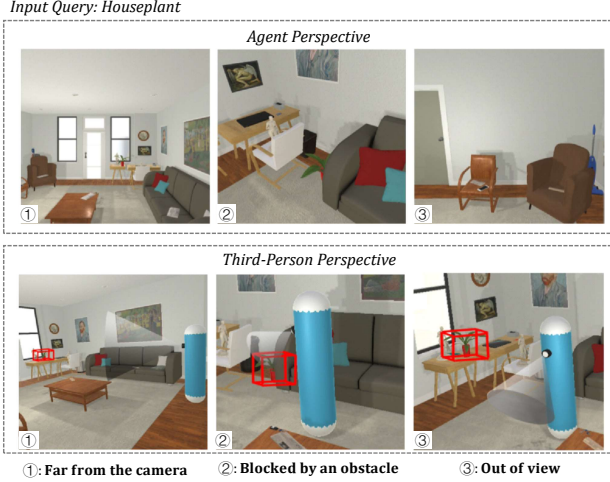 Input Query: Houseplant
Agent Perspective
① ② ③
Third-Person Perspective
① ② ③
①: Far from the camera ②: Blocked by an obstacle ③: Out of view